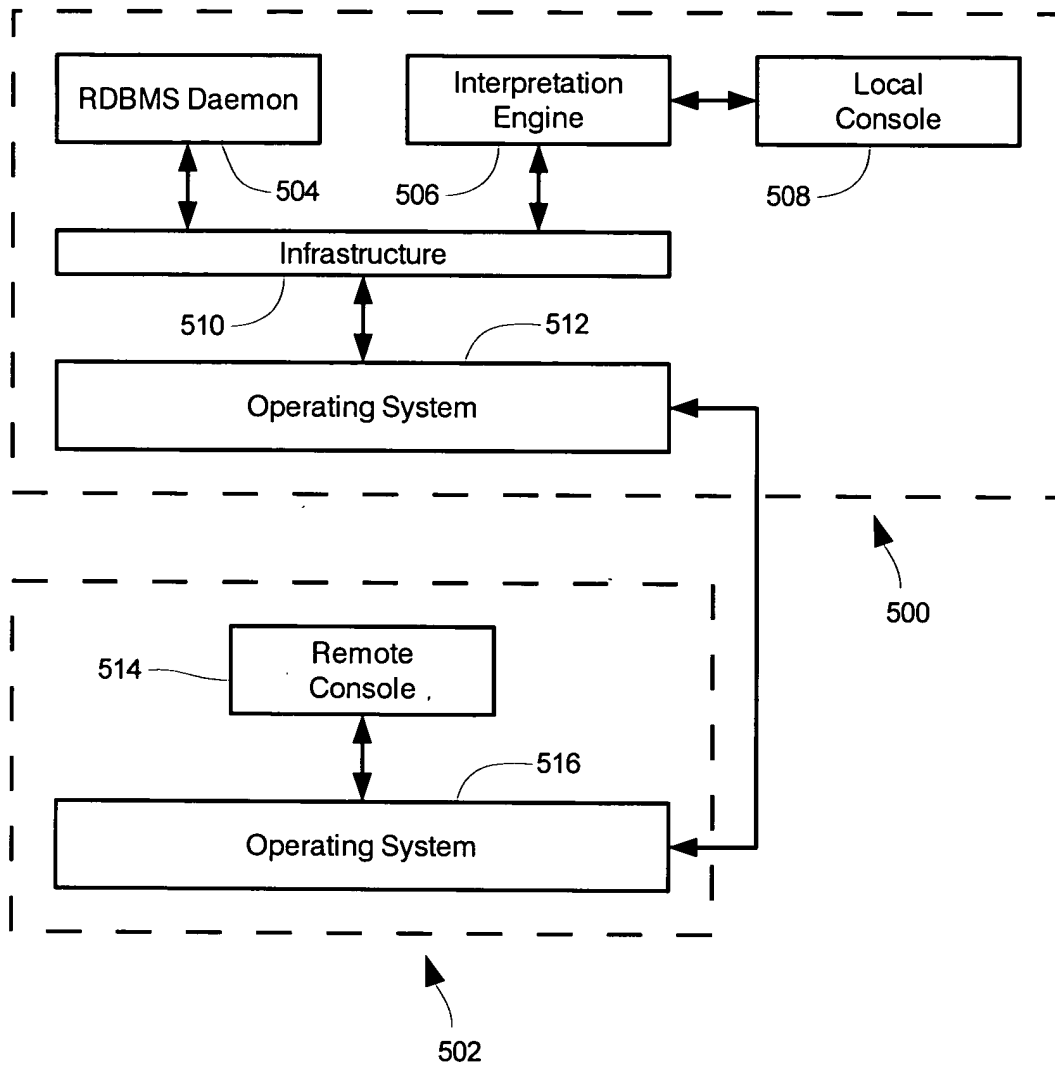 RDBMS Daemon
Interpretation
Engine
Local
Console
504
506
508
Infrastructure
510
512
Operating System
500
514
Remote
Console
516
Operating System
502